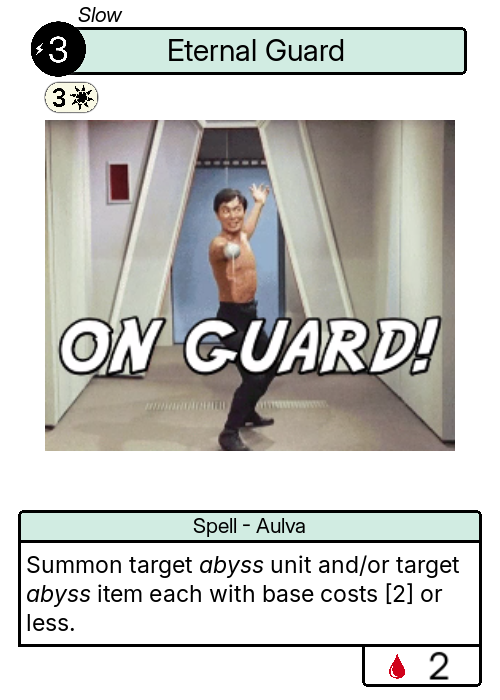 Slow
3 Eternal Guard
3
ON GUARD!
Spell - Aulva
Summon target abyss unit and/or target
abyss item each with base costs [2] or
less.
2